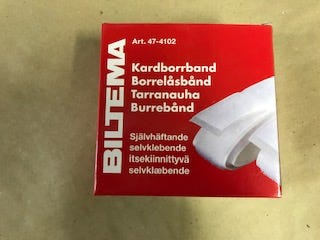 BILTEMA
Art. 47-4102
Kardborrband
Borrelåsbånd
Tarranauha
Burrebånd
Självhäftande
selvklebende
itsekiinnittyvä
selvklæbende